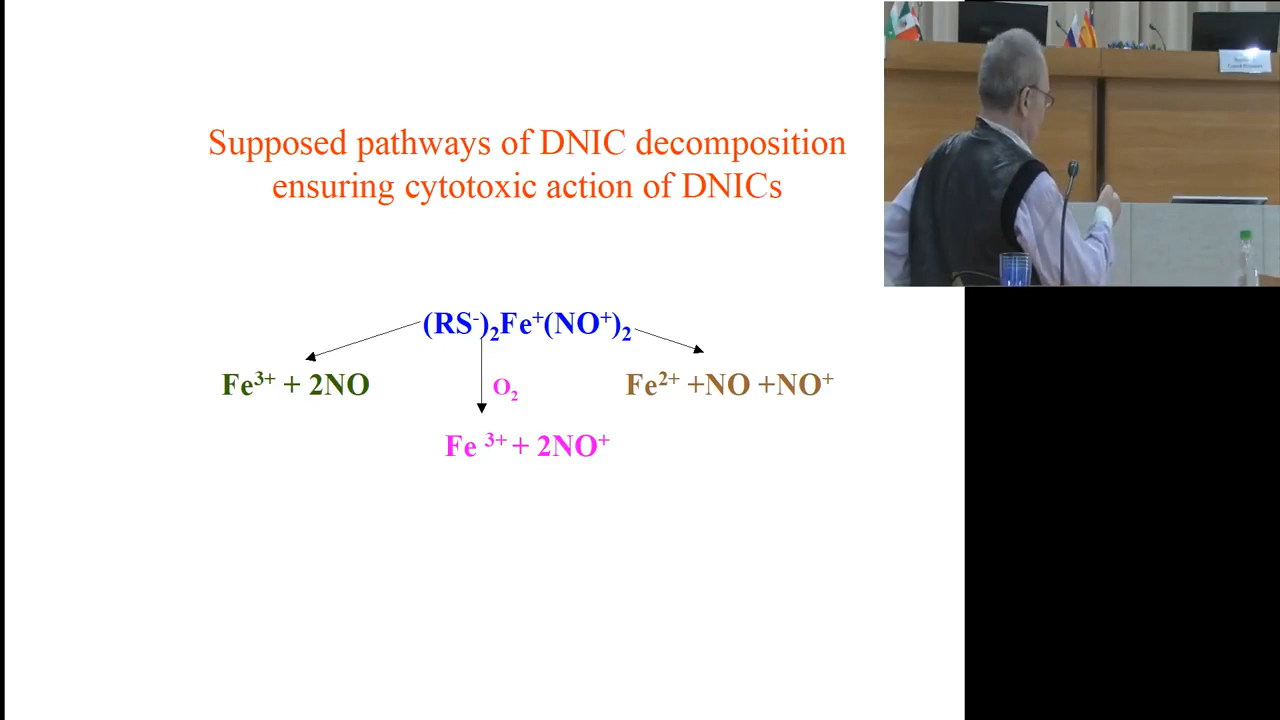 Supposed pathways of DNIC decomposition
ensuring cytotoxic action of DNICs
(RS⁻)₂Fe⁺(NO⁺)₂
Fe³⁺ + 2NO
O₂
Fe²⁺ +NO +NO⁺
Fe ³⁺ + 2NO⁺